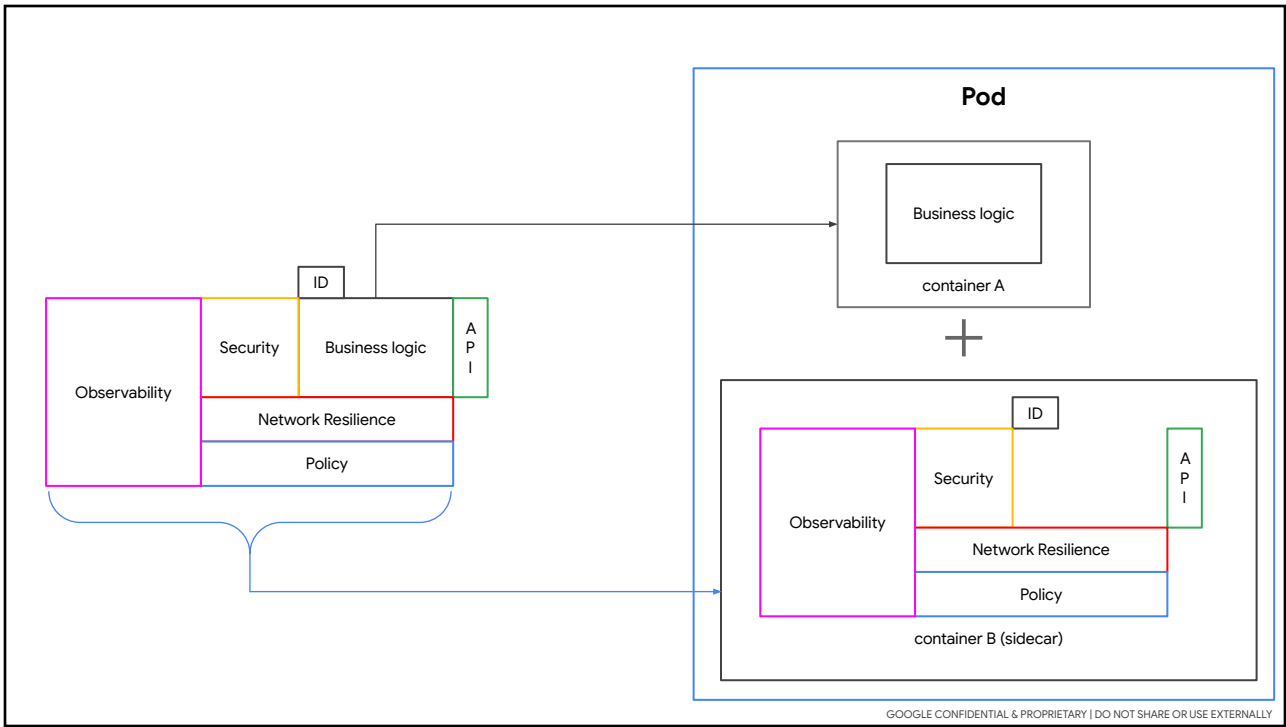 Pod
Business logic
container A
ID
Observability
Security
Business logic
A
P
I
Network Resilience
Policy
ID
Observability
Security
A
P
I
Network Resilience
Policy
container B (sidecar)
GOOGLE CONFIDENTIAL & PROPRIETARY | DO NOT SHARE OR USE EXTERNALLY